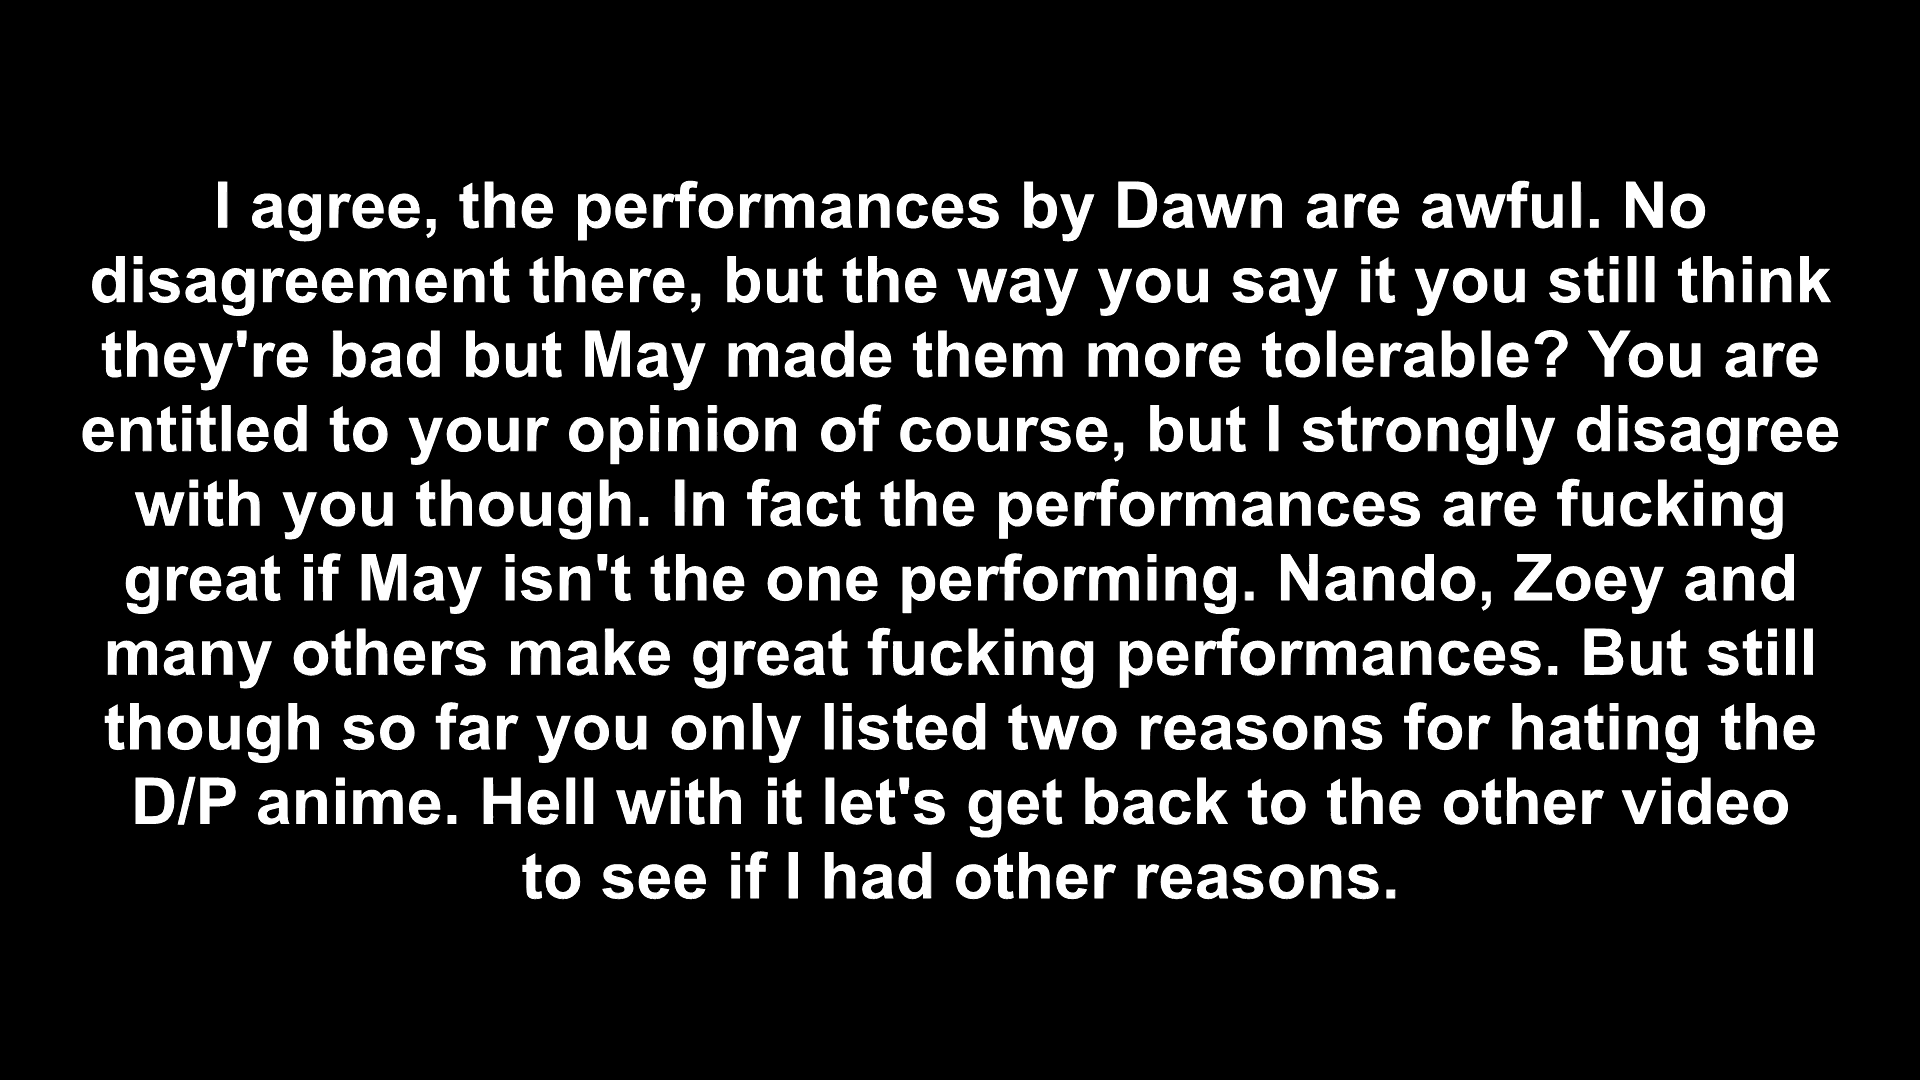 I agree, the performances by Dawn are awful. No
disagreement there, but the way you say it you still think
they're bad but May made them more tolerable? You are
entitled to your opinion of course, but I strongly disagree
with you though. In fact the performances are fucking
great if May isn't the one performing. Nando, Zoey and
many others make great fucking performances. But still
though so far you only listed two reasons for hating the
D/P anime. Hell with it let's get back to the other video
to see if I had other reasons.